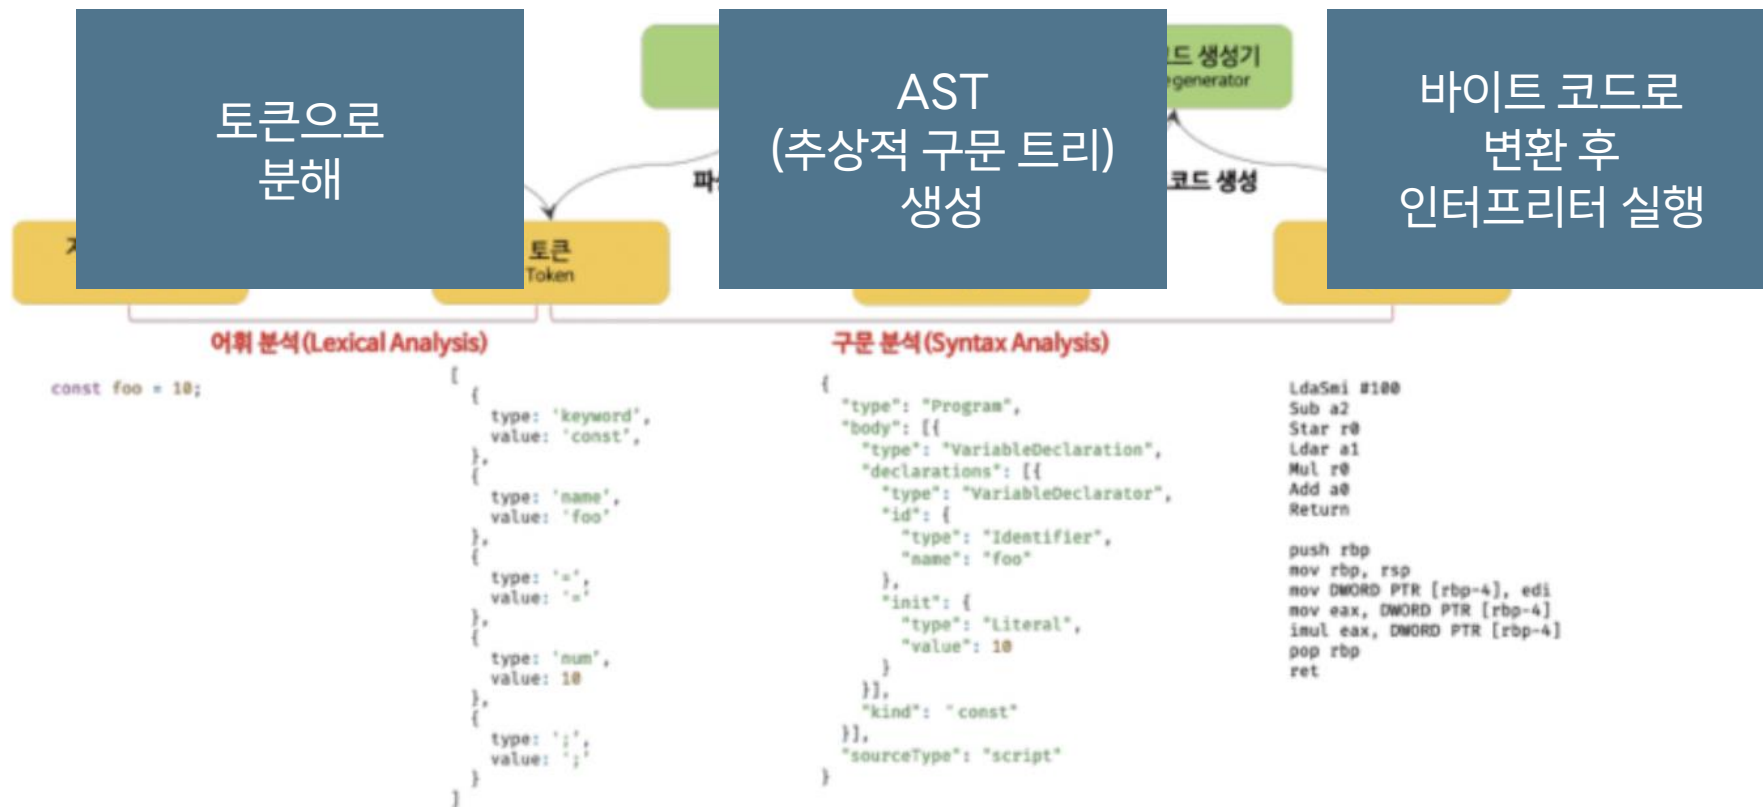 토큰으로
분해
AST
(추상적 구문 트리)
생성
바이트 코드로
변환 후
인터프리터 실행
생성기
generator
코드 생성
토큰
Token
어휘 분석(Lexical Analysis)
구문 분석(Syntax Analysis)
const foo = 10;
[
{
type: 'keyword',
value: 'const',
},
{
type: 'name',
value: 'foo'
},
{
type: '=',
value: '='
},
{
type: 'num',
value: 10
},
{
type: ';',
value: ';'
}
]
{
"type": "Program",
"body": [{
"type": "VariableDeclaration",
"declarations": [{
"type": "VariableDeclarator",
"id": {
"type": "Identifier",
"name": "foo"
},
"init": {
"type": "Literal",
"value": 10
}
}],
"kind": "const"
}],
"sourceType": "script"
}
LdaSmi #100
Sub a2
Star r0
Ldar a1
Mul r0
Add a0
Return
push rbp
mov rbp, rsp
mov DWORD PTR [rbp-4], edi
mov eax, DWORD PTR [rbp-4]
imul eax, DWORD PTR [rbp-4]
pop rbp
ret